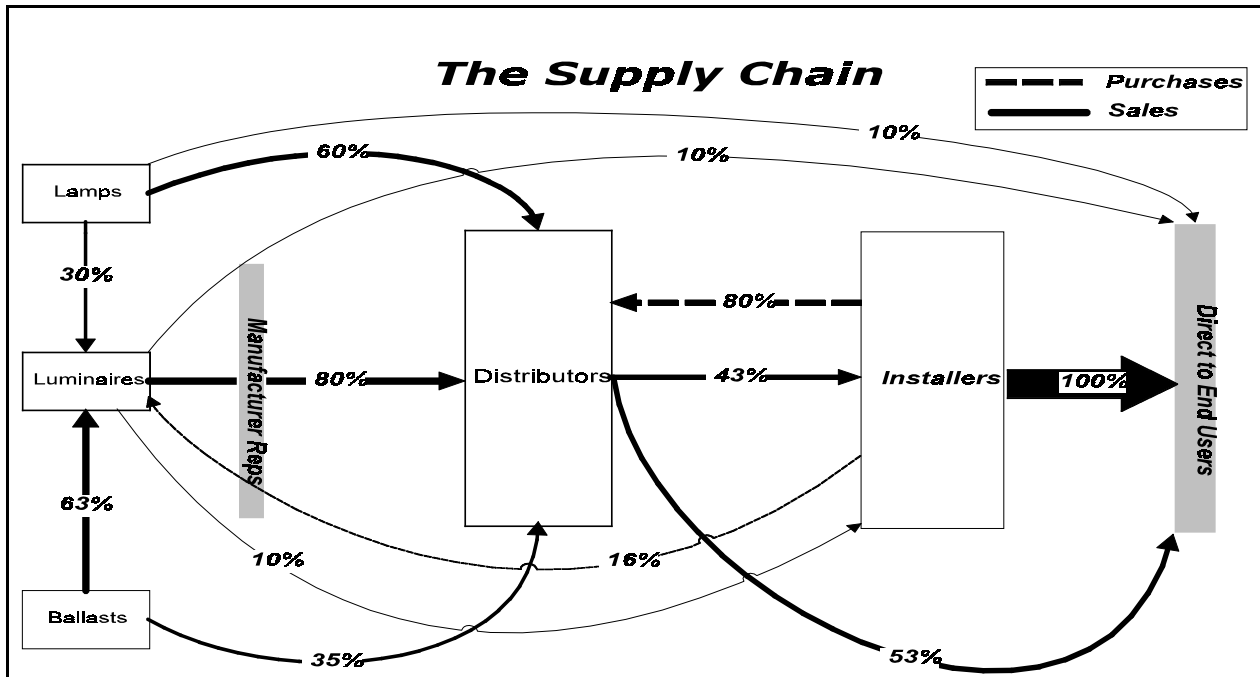 The Supply Chain
Purchases
Sales
10%
60%
10%
Lamps
30%
80%
Manufacturer Reps
Direct to End Users
Luminaires
80%
Distributors
43%
Installers
100%
63%
10%
16%
Ballasts
35%
53%